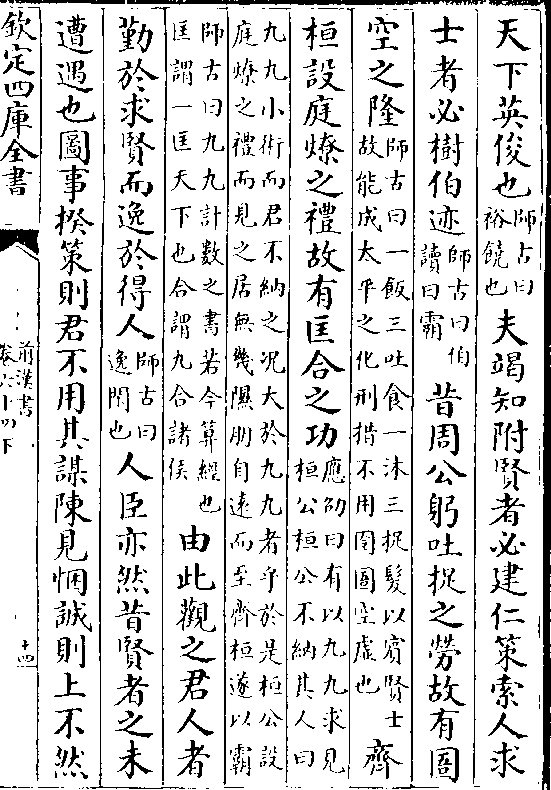 天下英俊也師古曰裕饒也夫竭知附賢者必建仁策索人求
士者必樹伯迹師古曰伯讀曰霸昔周公躬吐捉之勞故有圄
空之隆師古曰一飯三吐食一沐三捉髮以賔賢士故能成太平之化刑措不用囹圄空虛也齊
桓設庭燎之禮故有匡合之功應劭曰有以九九求見桓公桓公不納其人曰
九九小術而君不納之况大於九九者乎於是桓公設庭燎之禮而見之居無幾隰朋自遠而至齊桓遂以霸
師古曰九九計數之書若今算經也匡謂一匡天下也合謂九合諸侯由此觀之君人者
勤於求賢而逸於得人師古曰逸閒也人臣亦然昔賢者之未
遭遇也圖事揆策則君不用其謀陳見悃誠則上不然
欽定四庫全書
前漢書
卷六十四下
十四